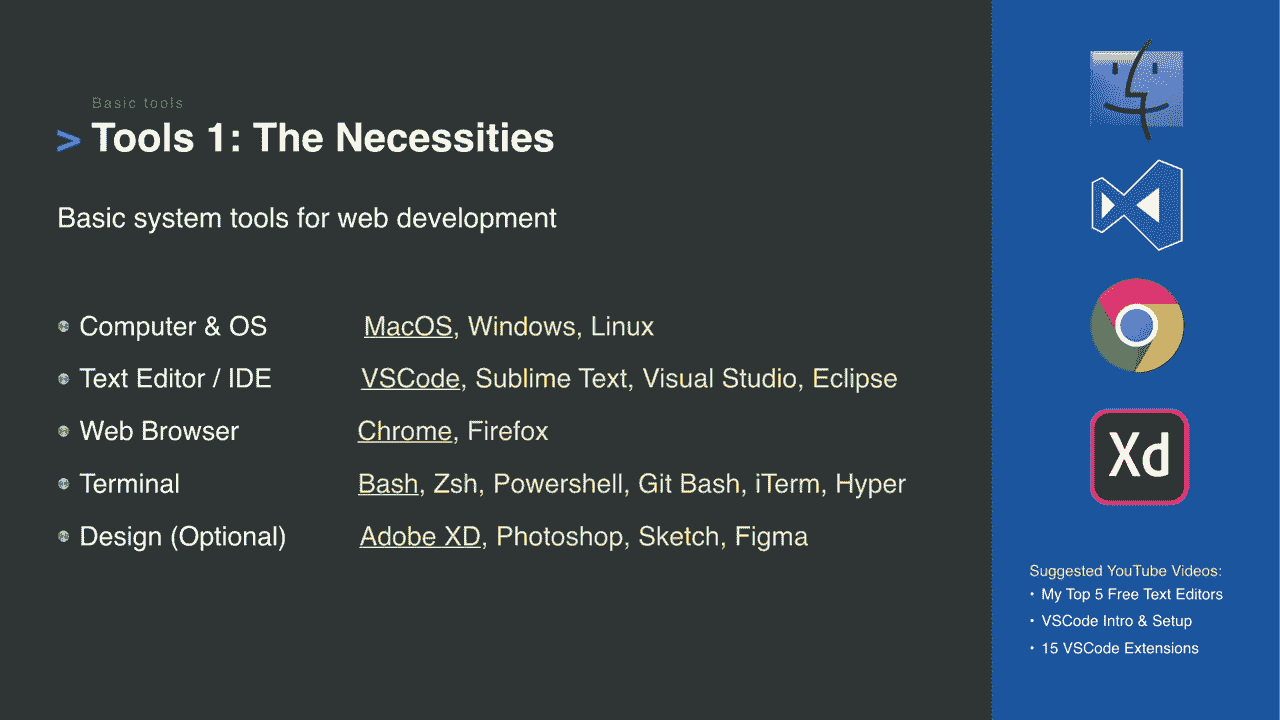 Basic tools
> Tools 1: The Necessities
Basic system tools for web development
Computer & OS MacOS, Windows, Linux
Text Editor / IDE VSCode, Sublime Text, Visual Studio, Eclipse
Web Browser Chrome, Firefox
Terminal Bash, Zsh, Powershell, Git Bash, iTerm, Hyper
Design (Optional) Adobe XD, Photoshop, Sketch, Figma
Xd
Suggested YouTube Videos:
• My Top 5 Free Text Editors
• VSCode Intro & Setup
• 15 VSCode Extensions